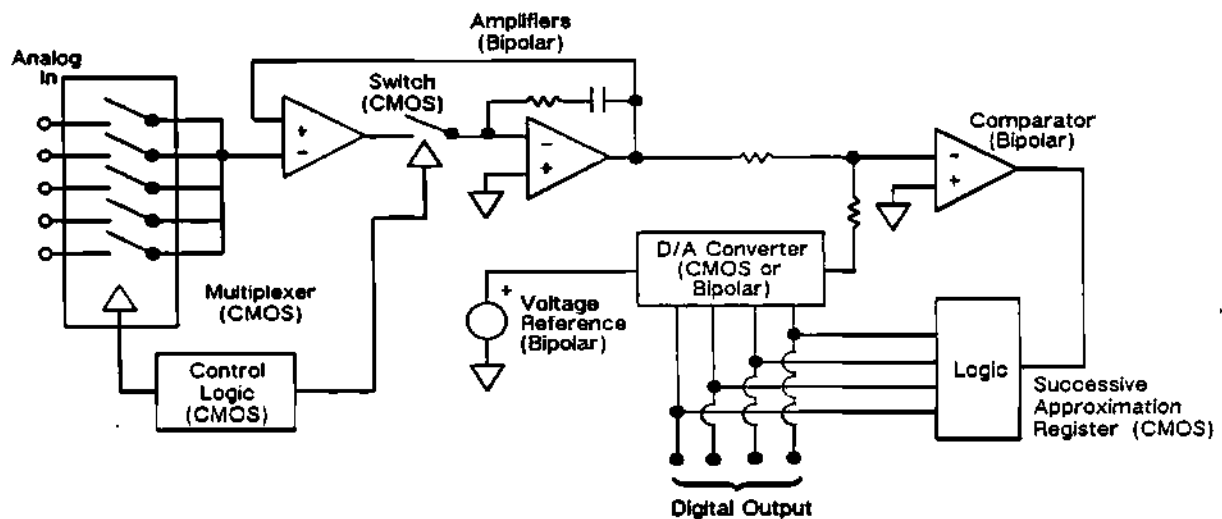 Amplifiers
(Bipolar)
Analog
In
Switch
(CMOS)
+
−
−
+
Comparator
(Bipolar)
−
+
Multiplexer
(CMOS)
Control
Logic
(CMOS)
+
Voltage
Reference
(Bipolar)
D/A Converter
(CMOS or
Bipolar)
Logic
Successive
Approximation
Register (CMOS)
Digital Output